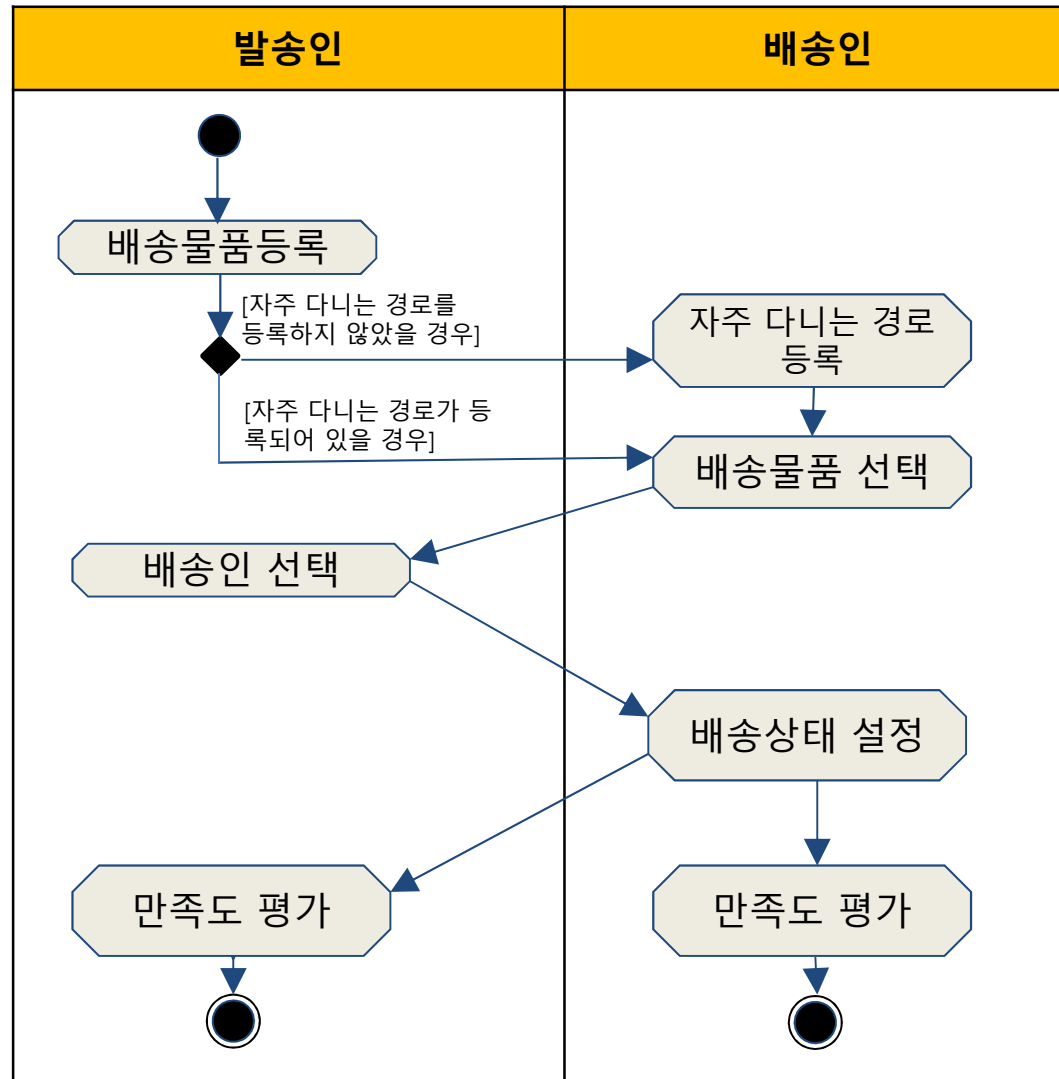 발송인
배송인
배송물품등록
[자주 다니는 경로를
등록하지 않았을 경우]
자주 다니는 경로
등록
[자주 다니는 경로가 등
록되어 있을 경우]
배송물품 선택
배송인 선택
배송상태 설정
만족도 평가
만족도 평가